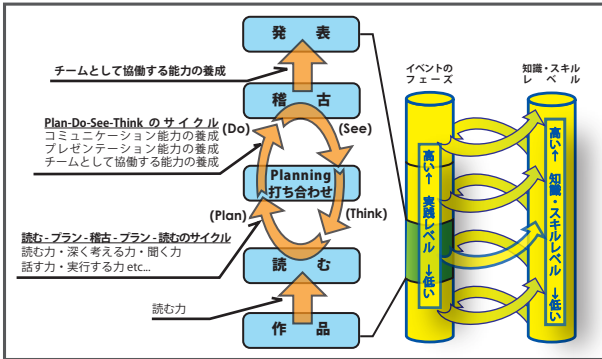 発　表
チームとして協働する能力の養成
稽　古
Plan-Do-See-Think のサイクル
コミュニケーション能力の養成
プレゼンテーション能力の養成
チームとして協働する能力の養成
(Do)
(See)
Planning
打ち合わせ
(Plan)
(Think)
読む - プラン - 稽古 - プラン - 読むのサイクル
読む力・深く考える力・聞く力
話す力・実行する力 etc...
読　む
読む力
作　品
イベントの
フェーズ
知識・スキル
レ　ベ　ル
高い↑　実践レベル　↓低い
高い↑　知識・スキルレベル　↓低い